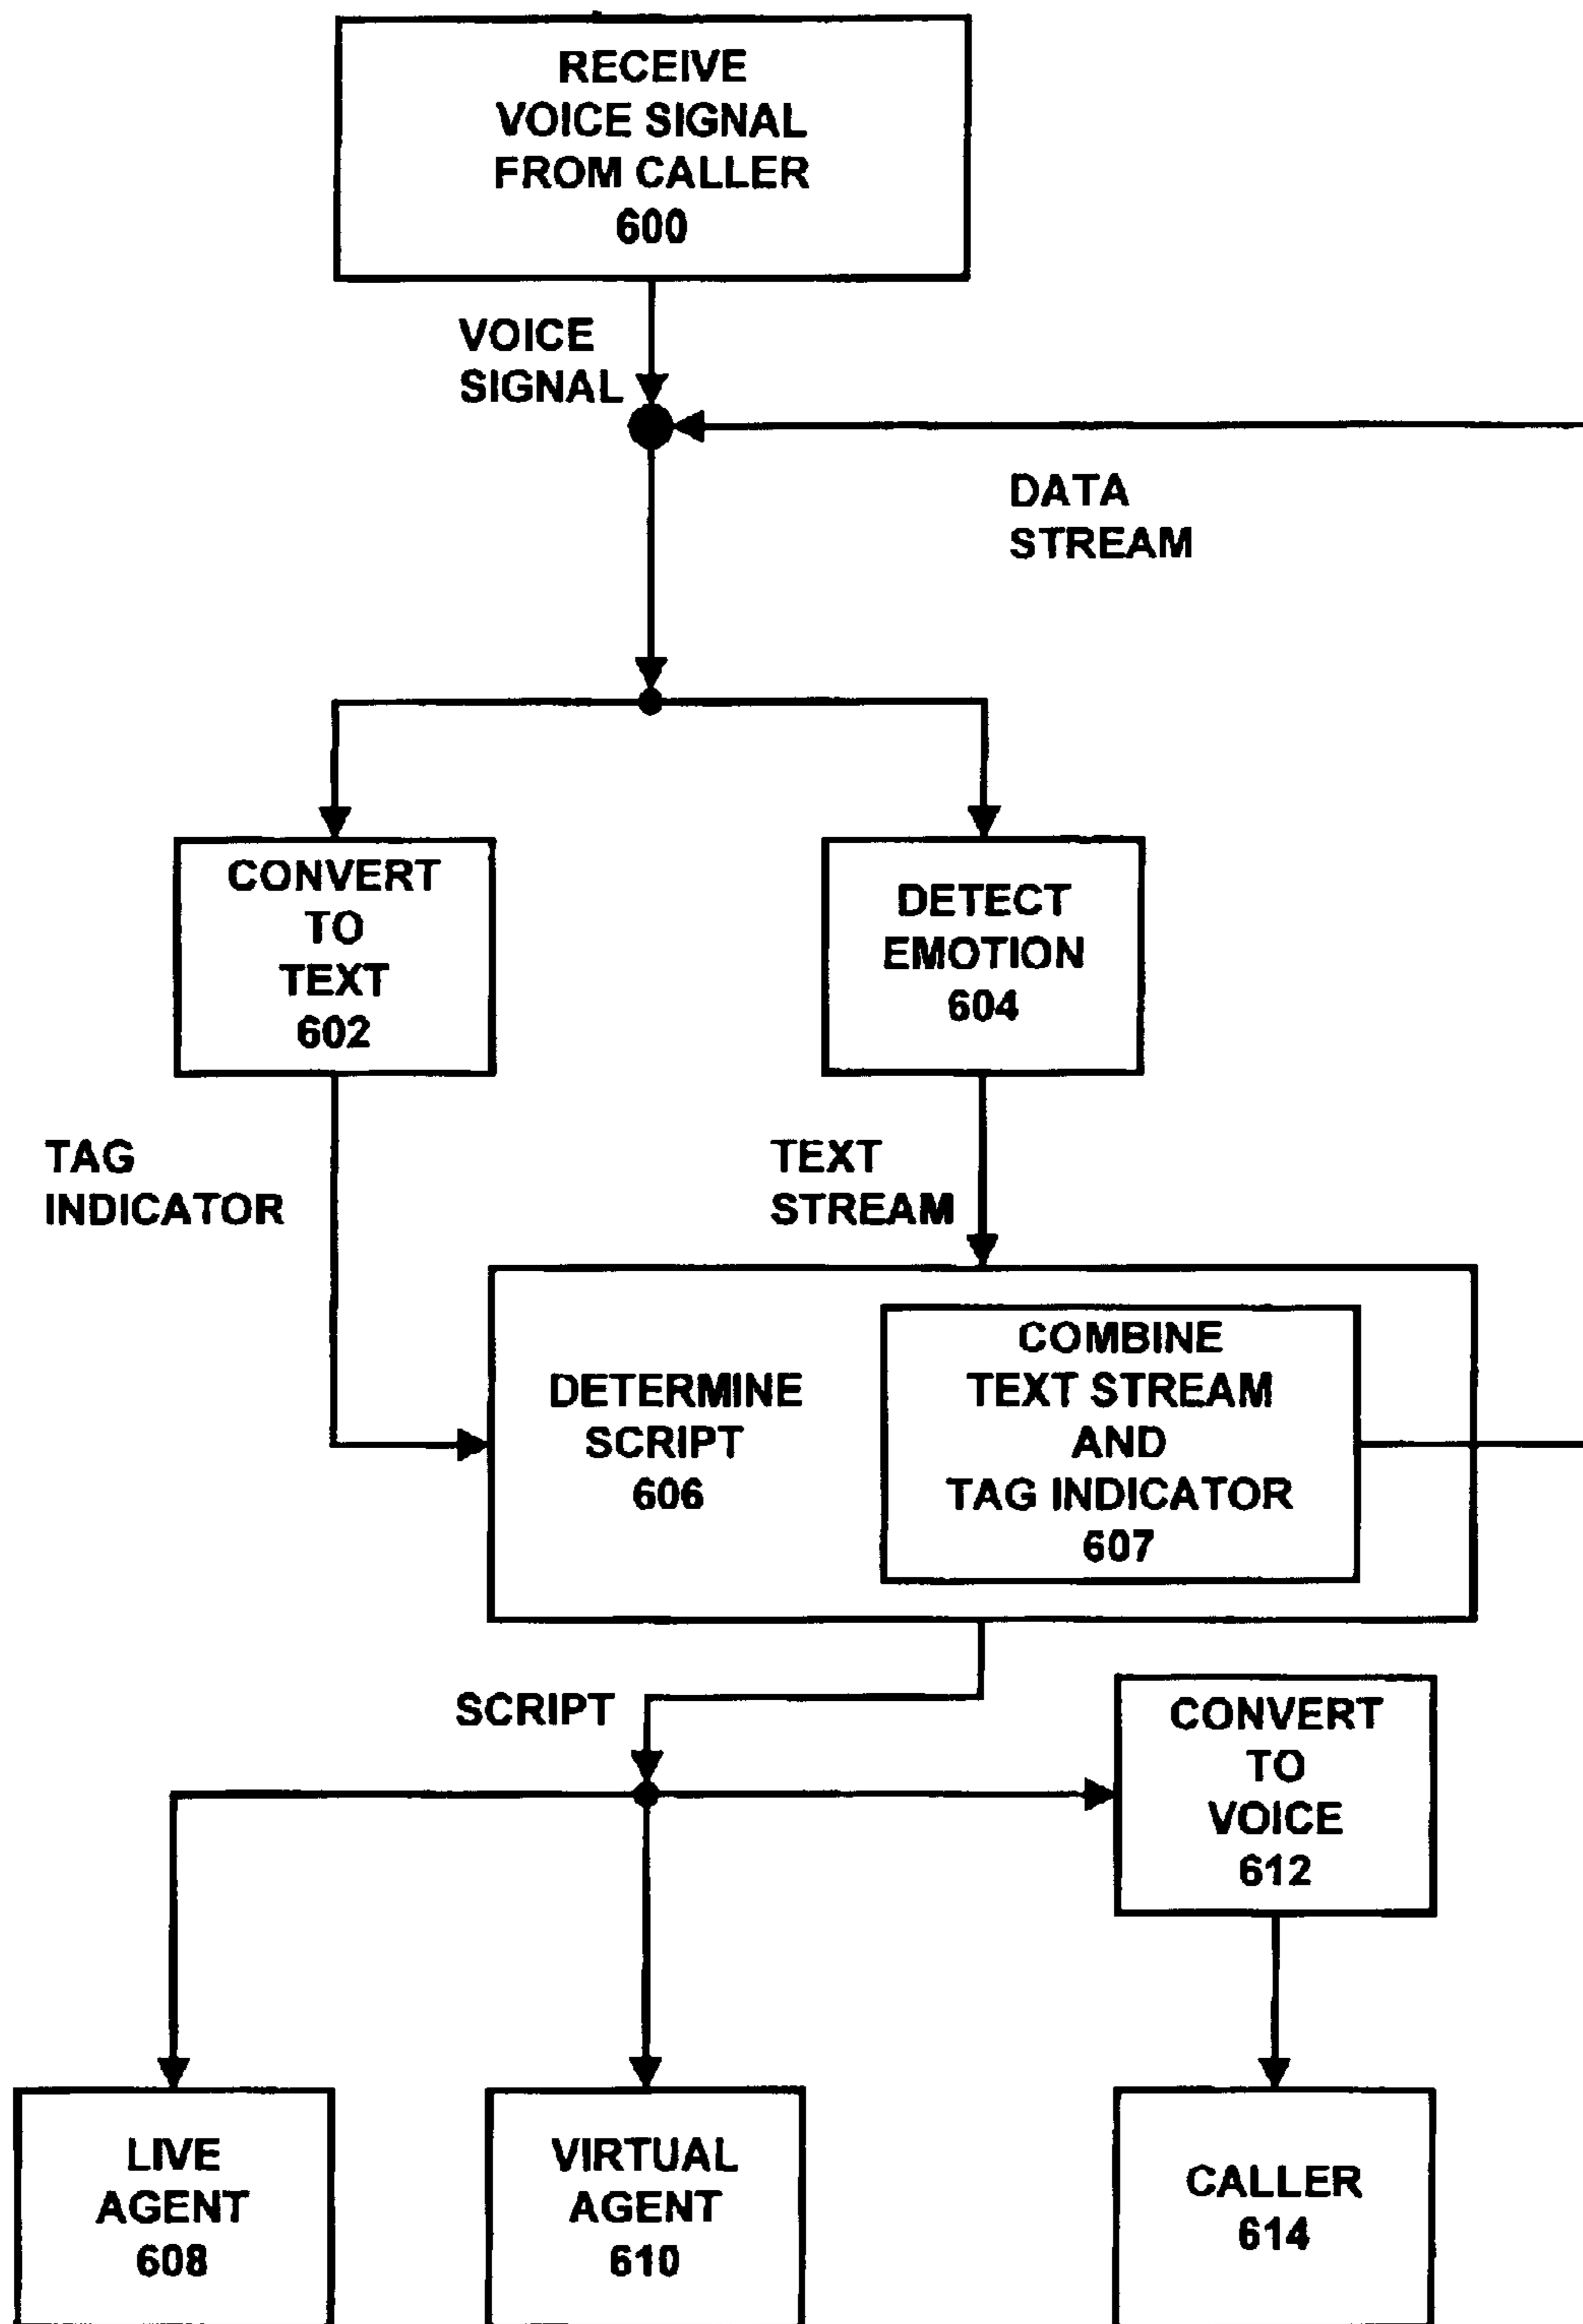 RECEIVE
VOICE SIGNAL
FROM CALLER
600
VOICE
SIGNAL
DATA
STREAM
CONVERT
TO
TEXT
602
DETECT
EMOTION
604
TAG
INDICATOR
TEXT
STREAM
DETERMINE
SCRIPT
606
COMBINE
TEXT STREAM
AND
TAG INDICATOR
607
SCRIPT
CONVERT
TO
VOICE
612
LIVE
AGENT
608
VIRTUAL
AGENT
610
CALLER
614